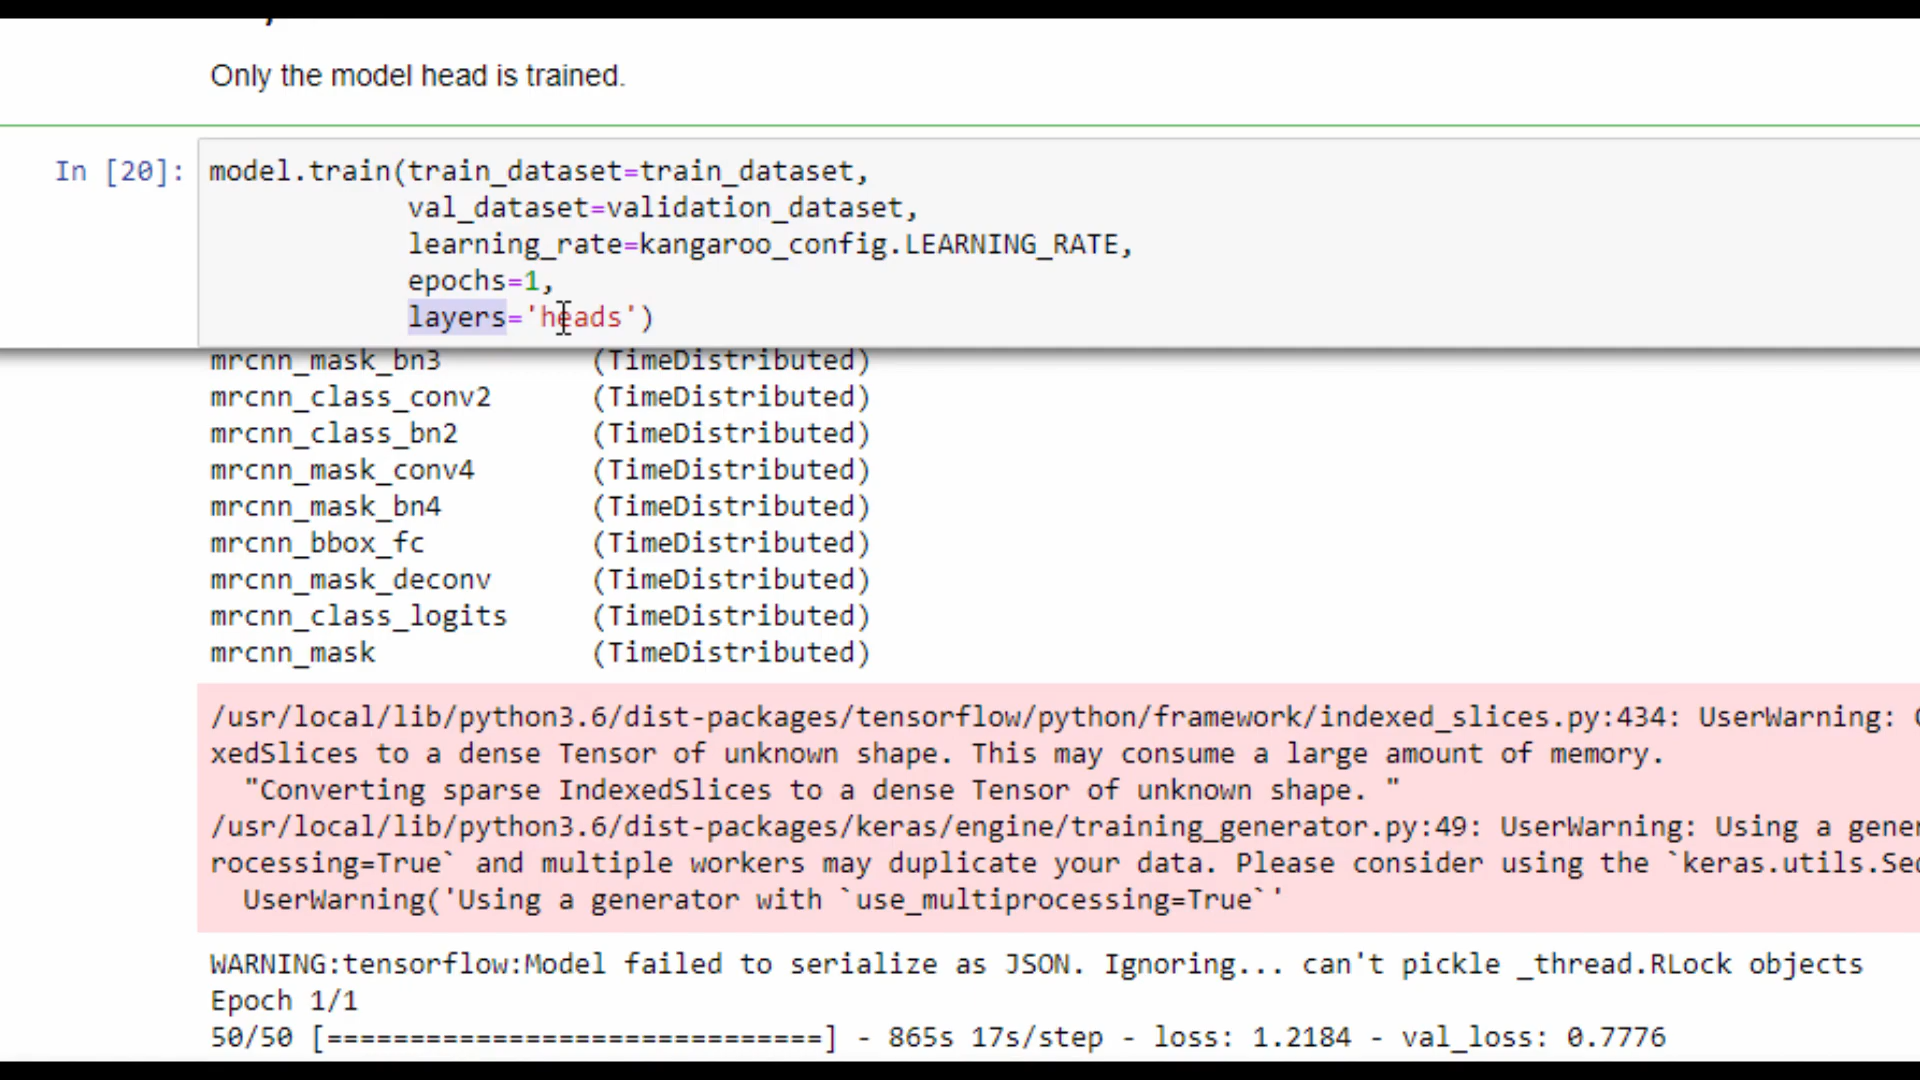 Only the model head is trained.
In [20]: model.train(train_dataset=train_dataset,
val_dataset=validation_dataset,
learning_rate=kangaroo_config.LEARNING_RATE,
epochs=1,
layers='heads')
mrcnn_mask_bn3 (TimeDistributed)
mrcnn_class_conv2 (TimeDistributed)
mrcnn_class_bn2 (TimeDistributed)
mrcnn_mask_conv4 (TimeDistributed)
mrcnn_mask_bn4 (TimeDistributed)
mrcnn_bbox_fc (TimeDistributed)
mrcnn_mask_deconv (TimeDistributed)
mrcnn_class_logits (TimeDistributed)
mrcnn_mask (TimeDistributed)
/usr/local/lib/python3.6/dist-packages/tensorflow/python/framework/indexed_slices.py:434: UserWarning:
xedSlices to a dense Tensor of unknown shape. This may consume a large amount of memory.
"Converting sparse IndexedSlices to a dense Tensor of unknown shape. "
/usr/local/lib/python3.6/dist-packages/keras/engine/training_generator.py:49: UserWarning: Using a gener
rocessing=True` and multiple workers may duplicate your data. Please consider using the `keras.utils.Sec
UserWarning('Using a generator with `use_multiprocessing=True`'
WARNING:tensorflow:Model failed to serialize as JSON. Ignoring... can't pickle _thread.RLock objects
Epoch 1/1
50/50 [==============================] - 865s 17s/step - loss: 1.2184 - val_loss: 0.7776